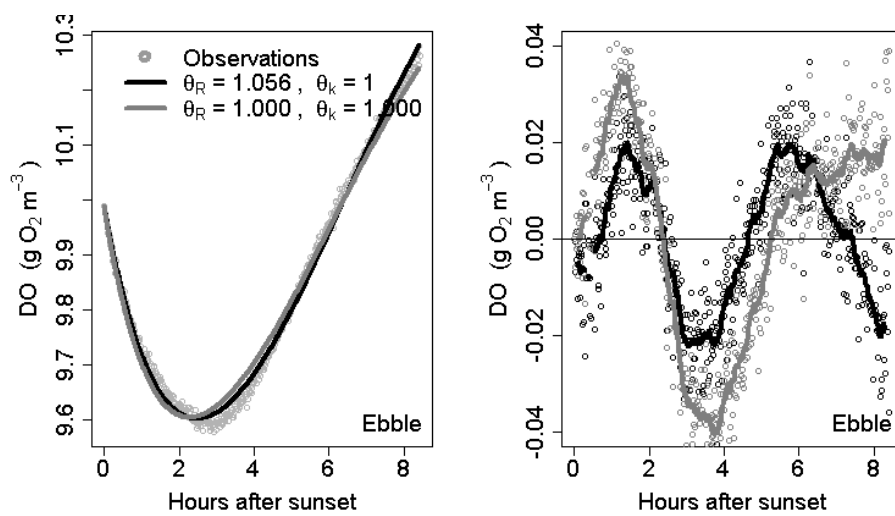 Observations
θR = 1.056 , θk = 1
θR = 1.000 , θk = 1.000
DO (g O2 m−3)
10.3
10.1
9.9
9.8
9.7
9.6
Ebble
0 2 4 6 8
Hours after sunset
DO (g O2 m−3)
0.04
0.02
0.00
-0.02
-0.04
Ebble
0 2 4 6 8
Hours after sunset